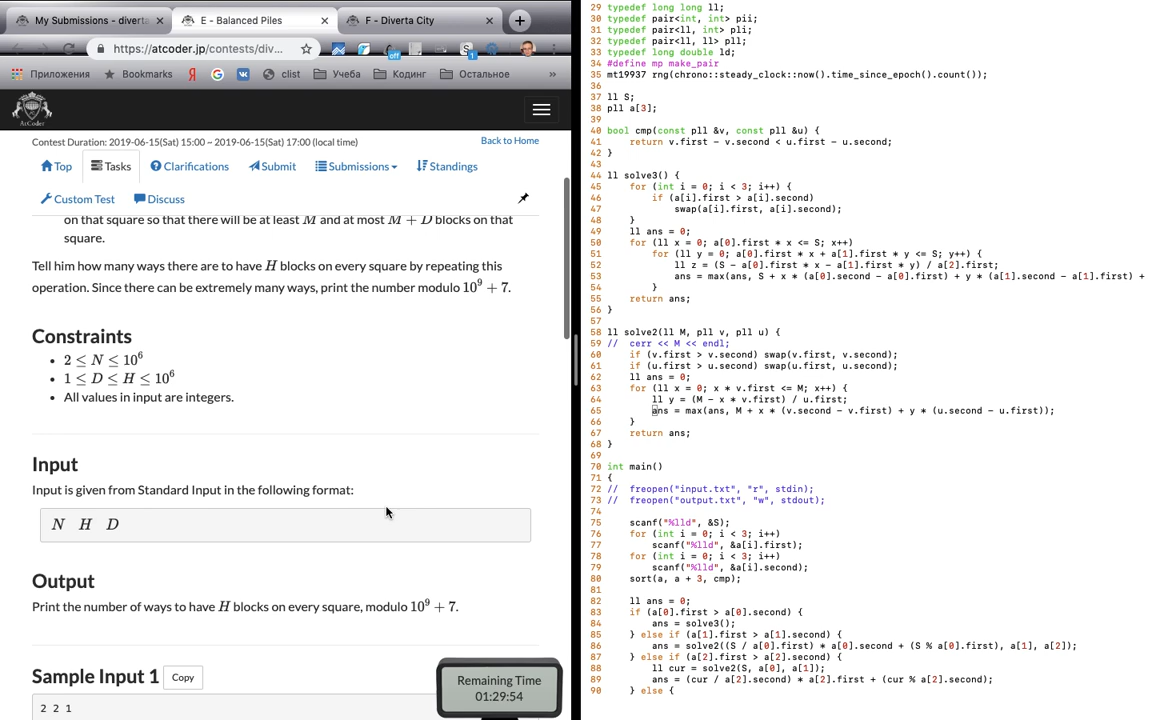 My Submissions - diverta
E - Balanced Piles
F - Diverta City
https://atcoder.jp/contests/div...
off
1
Приложения
Bookmarks
Я
clist
Учеба
Кодинг
Остальное
»
AtCoder
Contest Duration: 2019-06-15(Sat) 15:00 ~ 2019-06-15(Sat) 17:00 (local time)
Back to Home
Top
Tasks
Clarifications
Submit
Submissions
Standings
Custom Test
Discuss
on that square so that there will be at least M and at most M + D blocks on that
square.
Tell him how many ways there are to have H blocks on every square by repeating this
operation. Since there can be extremely many ways, print the number modulo 10⁹ + 7.
Constraints
• 2 ≤ N ≤ 10⁶
• 1 ≤ D ≤ H ≤ 10⁶
• All values in input are integers.
Input
Input is given from Standard Input in the following format:
N H D
Output
Print the number of ways to have H blocks on every square, modulo 10⁹ + 7.
Sample Input 1
Copy
2 2 1
Remaining Time
01:29:54
29 typedef long long ll;
30 typedef pair<int, int> pii;
31 typedef pair<ll, int> pli;
32 typedef pair<ll, ll> pll;
33 typedef long double ld;
34 #define mp make_pair
35 mt19937 rng(chrono::steady_clock::now().time_since_epoch().count());
36
37 ll S;
38 pll a[3];
39
40 bool cmp(const pll &v, const pll &u) {
41     return v.first - v.second < u.first - u.second;
42 }
43
44 ll solve3() {
45     for (int i = 0; i < 3; i++) {
46         if (a[i].first > a[i].second)
47             swap(a[i].first, a[i].second);
48     }
49     ll ans = 0;
50     for (ll x = 0; a[0].first * x <= S; x++)
51         for (ll y = 0; a[0].first * x + a[1].first * y <= S; y++) {
52             ll z = (S - a[0].first * x - a[1].first * y) / a[2].first;
53             ans = max(ans, S + x * (a[0].second - a[0].first) + y * (a[1].second - a[1].first) +
54         }
55     return ans;
56 }
57
58 ll solve2(ll M, pll v, pll u) {
59 //  cerr << M << endl;
60     if (v.first > v.second) swap(v.first, v.second);
61     if (u.first > u.second) swap(u.first, u.second);
62     ll ans = 0;
63     for (ll x = 0; x * v.first <= M; x++) {
64         ll y = (M - x * v.first) / u.first;
65         ans = max(ans, M + x * (v.second - v.first) + y * (u.second - u.first));
66     }
67     return ans;
68 }
69
70 int main()
71 {
72 //  freopen("input.txt", "r", stdin);
73 //  freopen("output.txt", "w", stdout);
74
75     scanf("%lld", &S);
76     for (int i = 0; i < 3; i++)
77         scanf("%lld", &a[i].first);
78     for (int i = 0; i < 3; i++)
79         scanf("%lld", &a[i].second);
80     sort(a, a + 3, cmp);
81
82     ll ans = 0;
83     if (a[0].first > a[0].second) {
84         ans = solve3();
85     } else if (a[1].first > a[1].second) {
86         ans = solve2((S / a[0].first) * a[0].second + (S % a[0].first), a[1], a[2]);
87     } else if (a[2].first > a[2].second) {
88         ll cur = solve2(S, a[0], a[1]);
89         ans = (cur / a[2].second) * a[2].first + (cur % a[2].second);
90     } else {